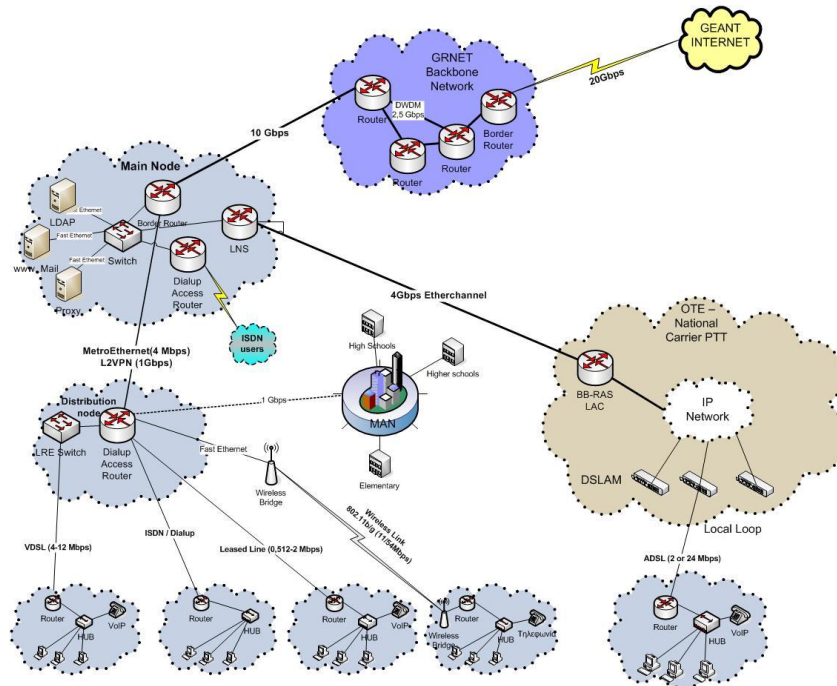 GEANT
INTERNET
GRNET
Backbone
Network
20Gbps
DWDM
2,5 Gbps
Router
Border
Router
Router
Router
10 Gbps
Main Node
Fast Ethernet
LDAP
Border Router
Fast Ethernet
LNS
www, Mail
Switch
Fast Ethernet
Dialup
Access
Router
Proxy
4Gbps Etherchannel
ISDN
users
OTE –
National
Carrier PTT
High Schools
Higher schools
MetroEthernet(4 Mbps)
L2VPN (1Gbps)
BB-RAS
LAC
IP
Network
Distribution
node
1 Gbps
MAN
LRE Switch
Dialup
Access
Router
Fast Ethernet
Elementary
DSLAM
Wireless
Bridge
Wireless Link
802.11b/g (11/54Mbps)
Local Loop
VDSL (4-12 Mbps)
ISDN / Dialup
Leased Line (0,512-2 Mbps)
ADSL (2 or 24 Mbps)
Router
HUB
VoIP
Router
HUB
Router
HUB
VoIP
Wireless
Bridge
Router
HUB
Τηλεφωνία
Router
HUB
VoIP